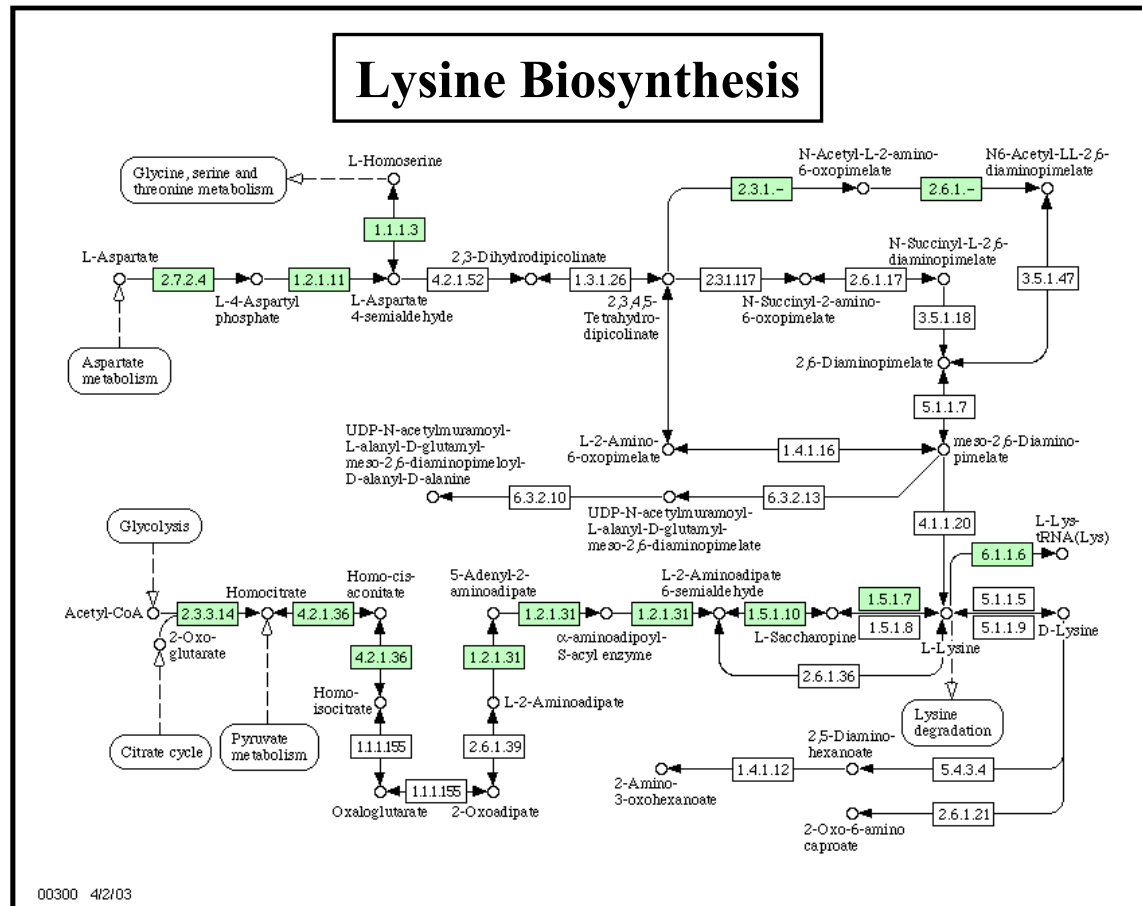 Lysine Biosynthesis
Glycine, serine and
threonine metabolism
L-Homoserine
N-Acetyl-L-2-amino-
6-oxopimelate
N6-Acetyl-LL-2,6-
diaminopimelate
2.3.1.-
2.6.1.-
1.1.1.3
L-Aspartate
2,3-Dihydrodipicolinate
N-Succinyl-L-2,6-
diaminopimelate
2.7.2.4
1.2.1.11
4.2.1.52
1.3.1.26
2.3.1.117
2.6.1.17
3.5.1.47
L-4-Aspartyl
phosphate
L-Aspartate
4-semialdehyde
2,3,4,5-
Tetrahydro-
dipicolinate
N-Succinyl-2-amino-
6-oxopimelate
3.5.1.18
Aspartate
metabolism
2,6-Diaminopimelate
5.1.1.7
UDP-N-acetylmuramoyl-
L-alanyl-D-glutamyl-
meso-2,6-diaminopimeloyl-
D-alanyl-D-alanine
L-2-Amino-
6-oxopimelate
1.4.1.16
meso-2,6-Diamino-
pimelate
6.3.2.10
6.3.2.13
UDP-N-acetylmuramoyl-
L-alanyl-D-glutamyl-
meso-2,6-diaminopimelate
4.1.1.20
L-Lys-
tRNA(Lys)
6.1.1.6
Glycolysis
Acetyl-CoA
2.3.3.14
Homocitrate
4.2.1.36
Homo-cis-
aconitate
5-Adenyl-2-
aminoadipate
1.2.1.31
1.2.1.31
L-2-Aminoadipate
6-semialdehyde
1.5.1.10
1.5.1.7
1.5.1.8
5.1.1.5
5.1.1.9
2-Oxo-
glutarate
α-aminoadipoyl-
S-acyl enzyme
L-Saccharopine
L-Lysine
D-Lysine
4.2.1.36
1.2.1.31
2.6.1.36
Homo-
isocitrate
L-2-Aminoadipate
Citrate cycle
Pyruvate
metabolism
Lysine
degradation
1.1.1.155
2.6.1.39
2,5-Diamino-
hexanoate
1.4.1.12
5.4.3.4
1.1.1.155
Oxaloglutarate
2-Oxoadipate
2-Amino-
3-oxohexanoate
2.6.1.21
2-Oxo-6-amino
caproate
00300 4/2/03